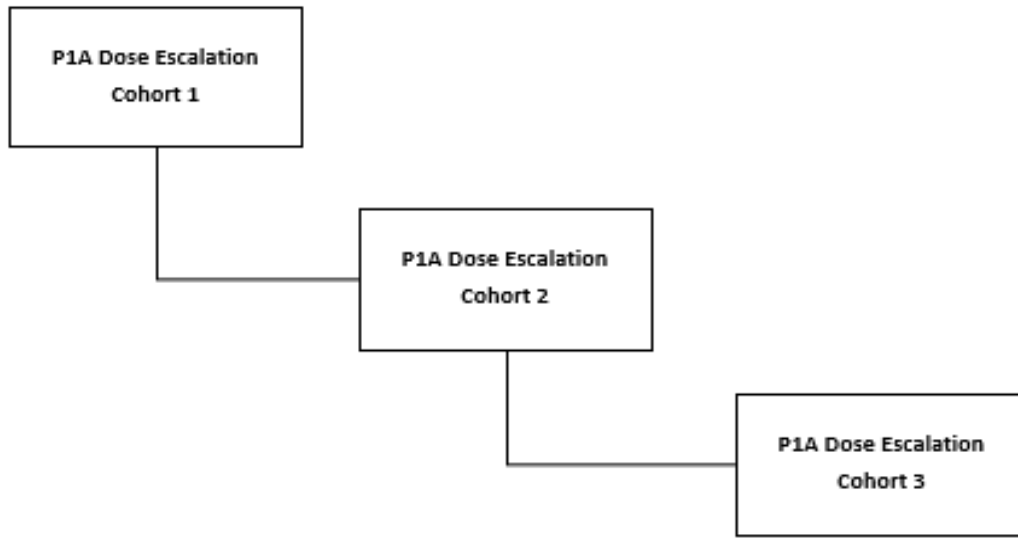 P1A Dose Escalation
Cohort 1
P1A Dose Escalation
Cohort 2
P1A Dose Escalation
Cohort 3